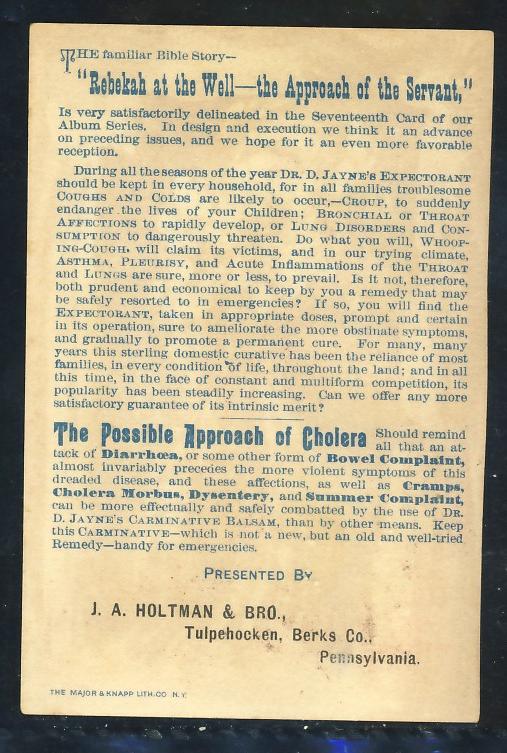 THE familiar Bible Story—
"Rebekah at the Well—the Approach of the Servant,"
Is very satisfactorily delineated in the Seventeenth Card of our
Album Series. In design and execution we think it an advance
on preceding issues, and we hope for it an even more favorable
reception.
During all the seasons of the year DR. D. JAYNE'S EXPECTORANT
should be kept in every household, for in all families troublesome
COUGHS AND COLDS are likely to occur,—CROUP, to suddenly
endanger the lives of your Children; BRONCHIAL or THROAT
AFFECTIONS to rapidly develop, or LUNG DISORDERS and CON-
SUMPTION to dangerously threaten. Do what you will, WHOOP-
ING-COUGH will claim its victims, and in our trying climate,
ASTHMA, PLEURISY, and Acute Inflammations of the THROAT
and LUNGS are sure, more or less, to prevail. Is it not, therefore,
both prudent and economical to keep by you a remedy that may
be safely resorted to in emergencies? If so, you will find the
EXPECTORANT, taken in appropriate doses, prompt and certain
in its operation, sure to ameliorate the more obstinate symptoms,
and gradually to promote a permanent cure. For many, many
years this sterling domestic curative has been the reliance of most
families, in every condition of life, throughout the land; and in all
this time, in the face of constant and multiform competition, its
popularity has been steadily increasing. Can we offer any more
satisfactory guarantee of its intrinsic merit?
The Possible Approach of Cholera Should remind
all that an at-
tack of Diarrhœa, or some other form of Bowel Complaint,
almost invariably precedes the more violent symptoms of this
dreaded disease, and these affections, as well as Cramps,
Cholera Morbus, Dysentery, and Summer Complaint,
can be more effectually and safely combatted by the use of DR.
D. JAYNE'S CARMINATIVE BALSAM, than by other means. Keep
this CARMINATIVE—which is not a new, but an old and well-tried
Remedy—handy for emergencies.
PRESENTED BY
J. A. HOLTMAN & BRO.,
Tulpehocken, Berks Co.,
Pennsylvania.
THE MAJOR & KNAPP LITH. CO. N.Y.